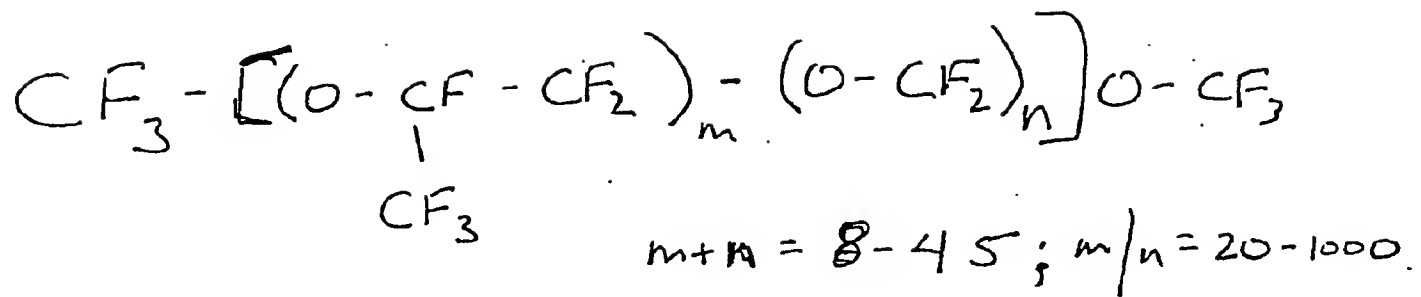 CF₃-[(O-CF-CF₂)ₘ-(O-CF₂)ₙ]O-CF₃
CF₃
m+n = 8-45; m/n = 20-1000.